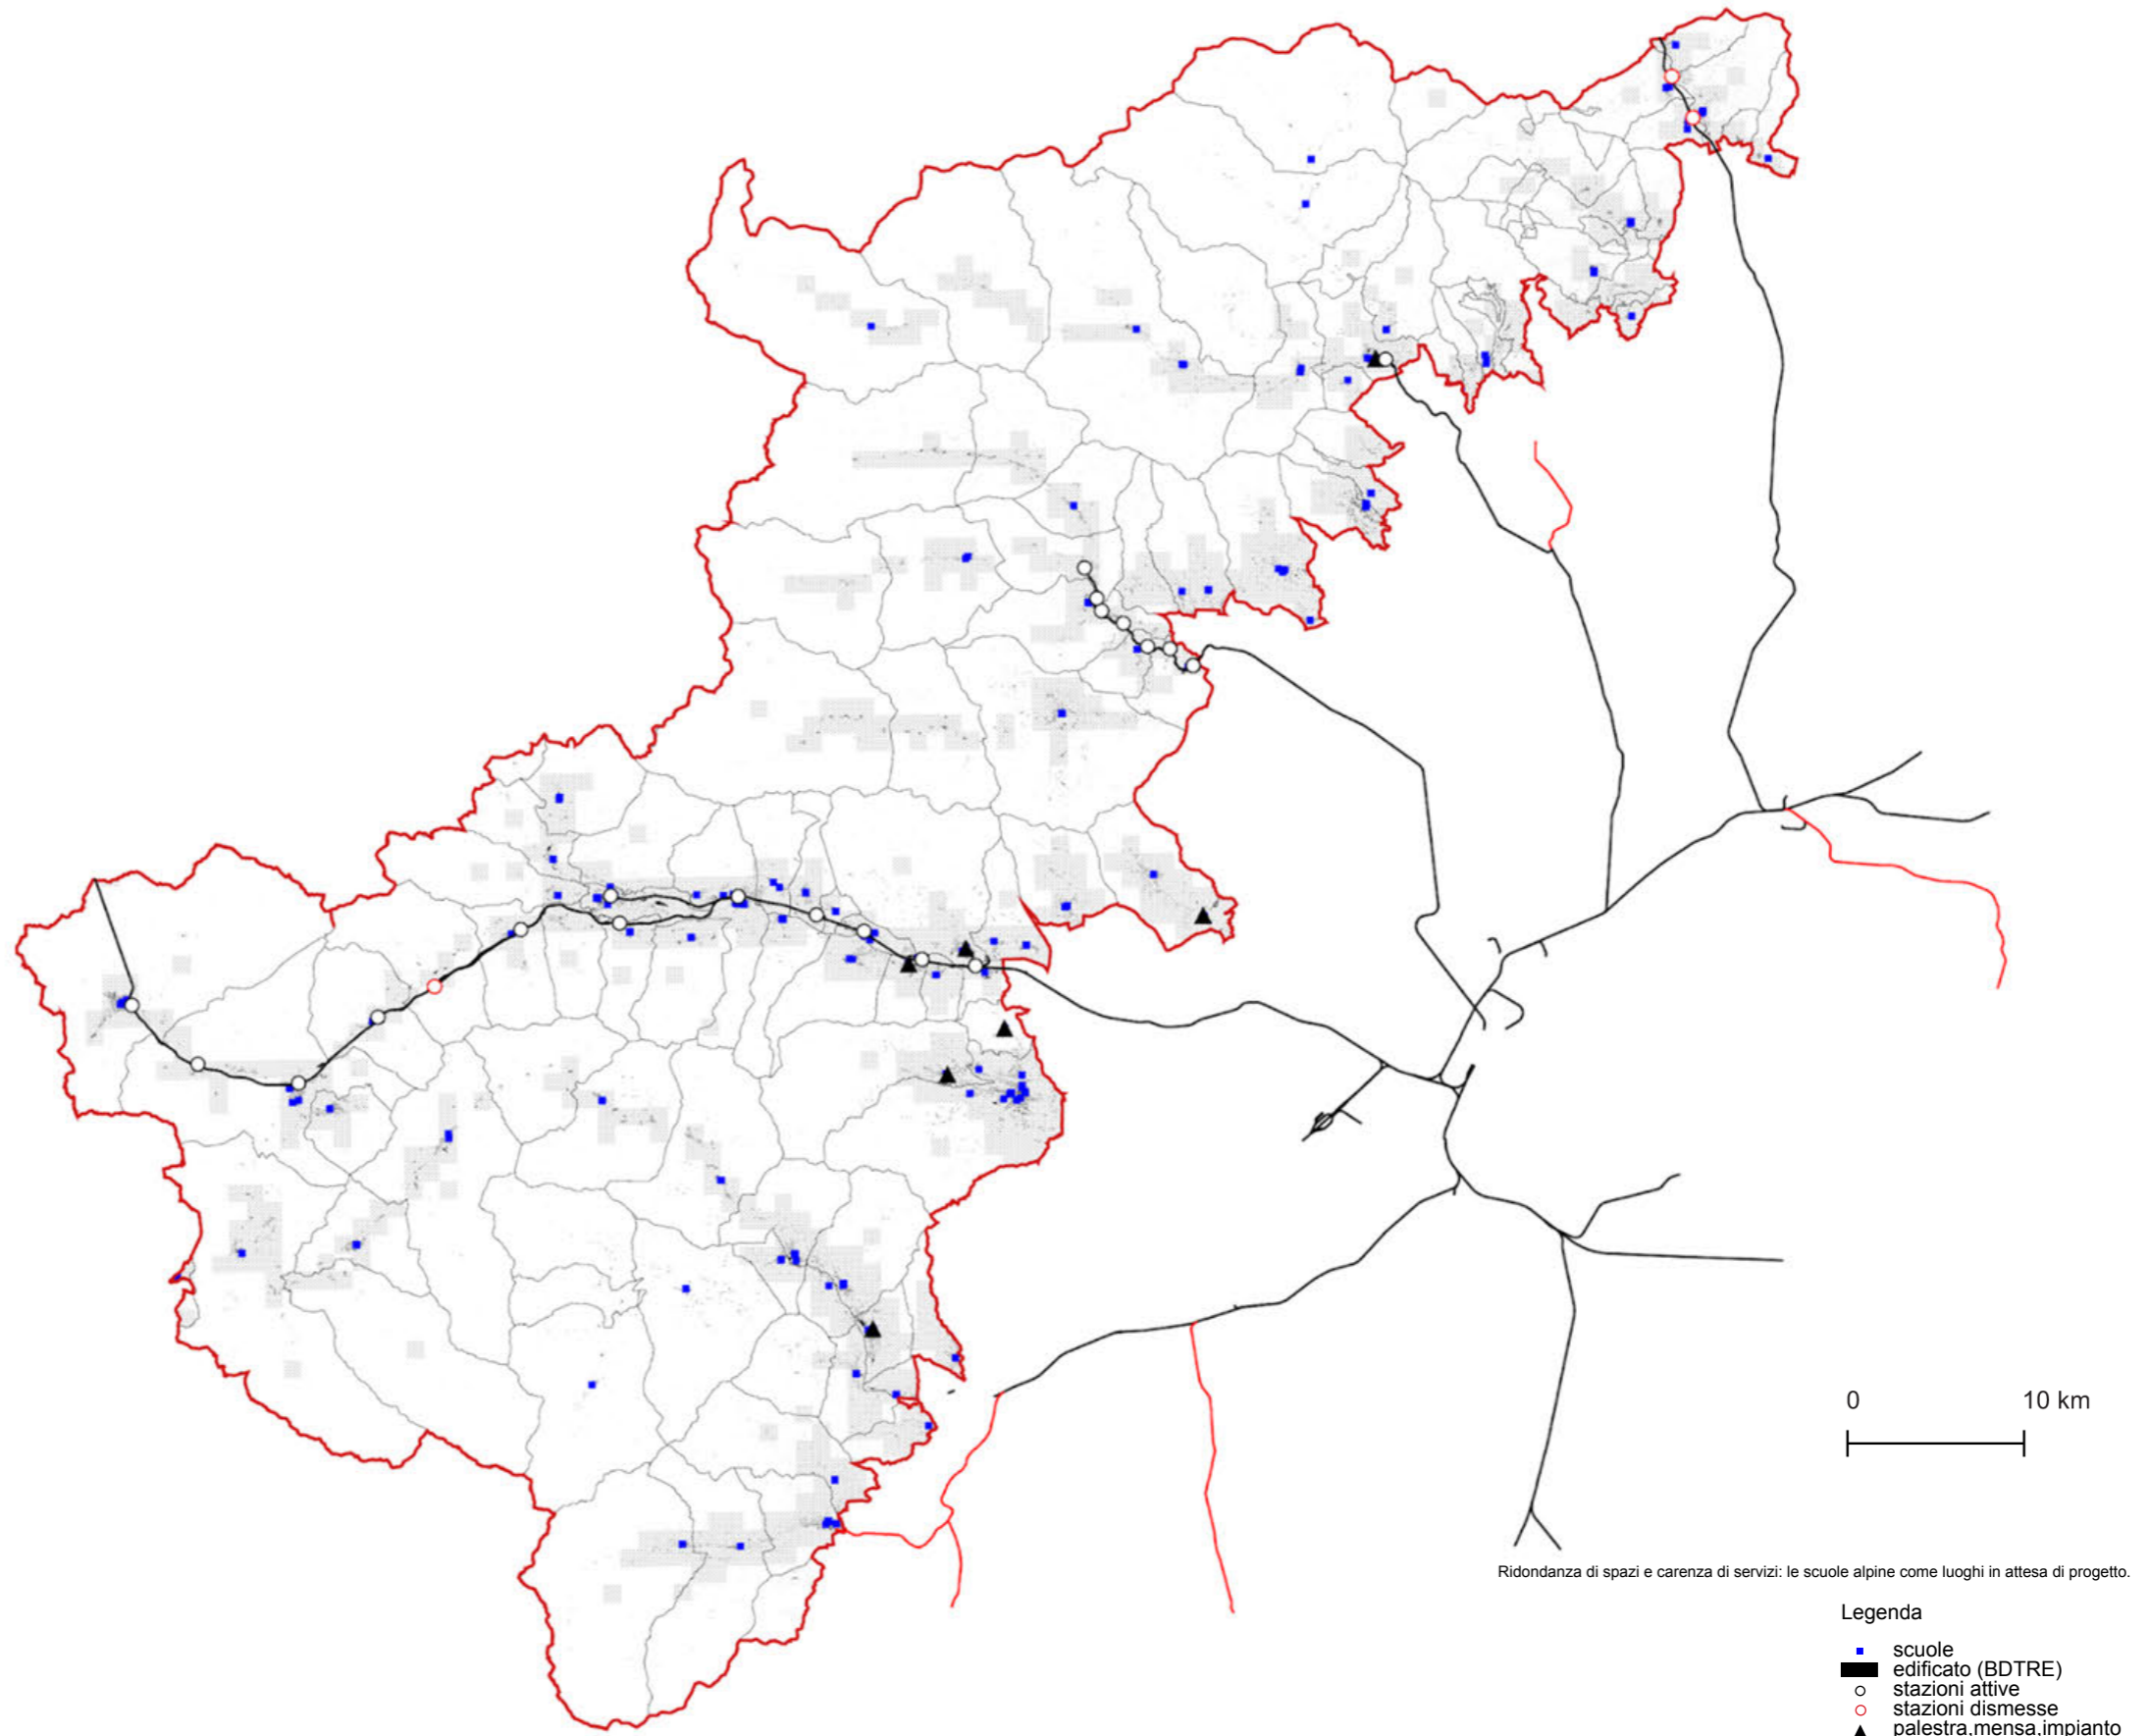 0 10 km
Ridondanza di spazi e carenza di servizi: le scuole alpine come luoghi in attesa di progetto.
Legenda
scuole
edificato (BDTRE)
stazioni attive
stazioni dismesse
palestra,mensa,impianto